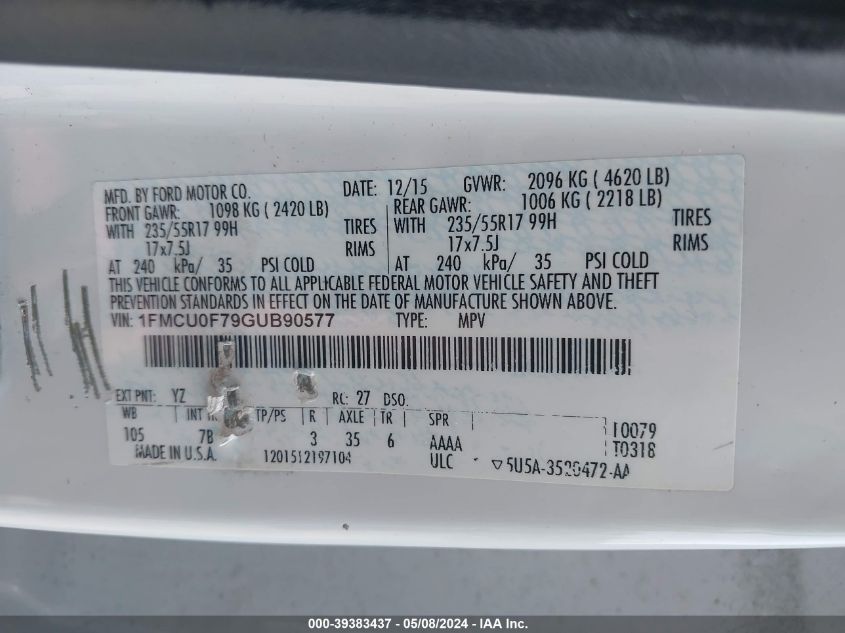 MFD. BY FORD MOTOR CO. DATE: 12/15 GVWR: 2096 KG ( 4620 LB)
FRONT GAWR: 1098 KG ( 2420 LB) REAR GAWR: 1006 KG ( 2218 LB)
WITH 235/55R17 99H TIRES WITH 235/55R17 99H TIRES
17x7.5J RIMS 17x7.5J RIMS
AT 240 kPa/ 35 PSI COLD AT 240 kPa/ 35 PSI COLD
THIS VEHICLE CONFORMS TO ALL APPLICABLE FEDERAL MOTOR VEHICLE SAFETY AND THEFT
PREVENTION STANDARDS IN EFFECT ON THE DATE OF MANUFACTURE SHOWN ABOVE.
VIN: 1FMCU0F79GUB90577 TYPE: MPV
EXT PNT: YZ RC: 27 DSO:
WB INT TP/PS R AXLE TR SPR
105 7B 3 35 6 AAAA T0079
MADE IN U.S.A. 1201512197104 ULC T0318
▽5U5A-3520472-AA
000-39383437 - 05/08/2024 - IAA Inc.